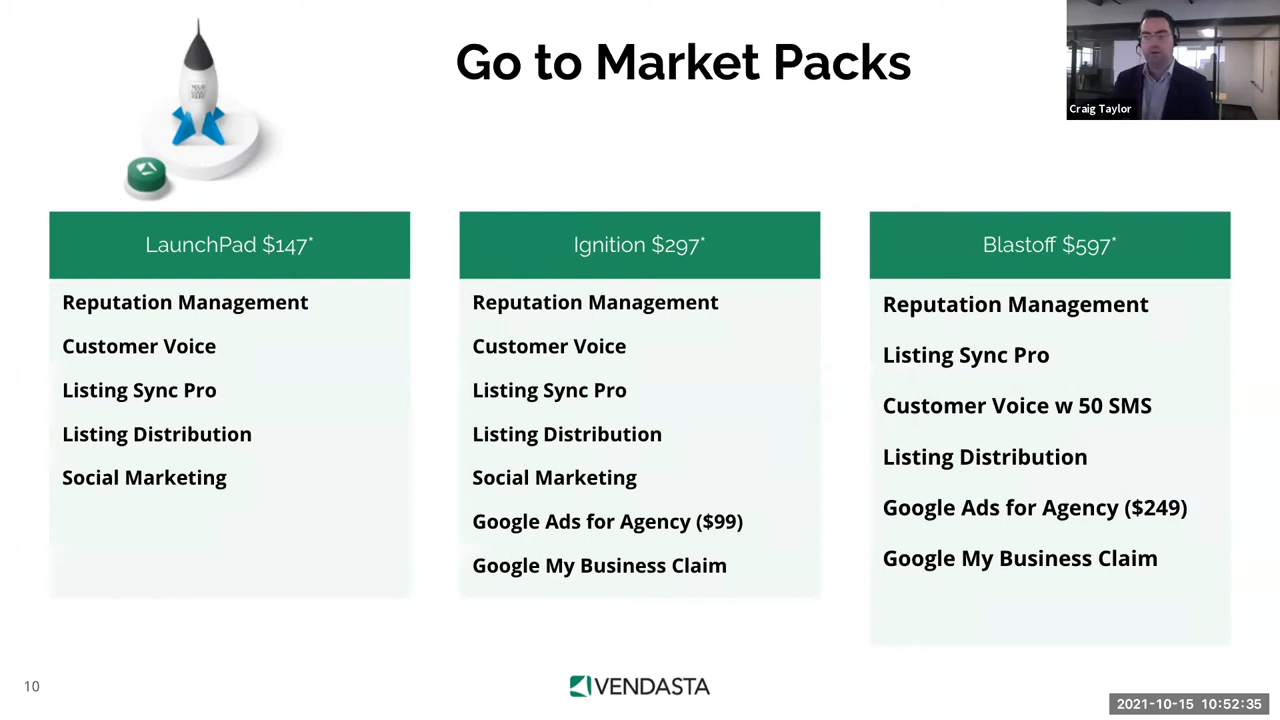 Go to Market Packs
Craig Taylor
LaunchPad $147*
Reputation Management
Customer Voice
Listing Sync Pro
Listing Distribution
Social Marketing
Ignition $297*
Reputation Management
Customer Voice
Listing Sync Pro
Listing Distribution
Social Marketing
Google Ads for Agency ($99)
Google My Business Claim
Blastoff $597*
Reputation Management
Listing Sync Pro
Customer Voice w 50 SMS
Listing Distribution
Google Ads for Agency ($249)
Google My Business Claim
10
VENDASTA
2021-10-15 10:52:35